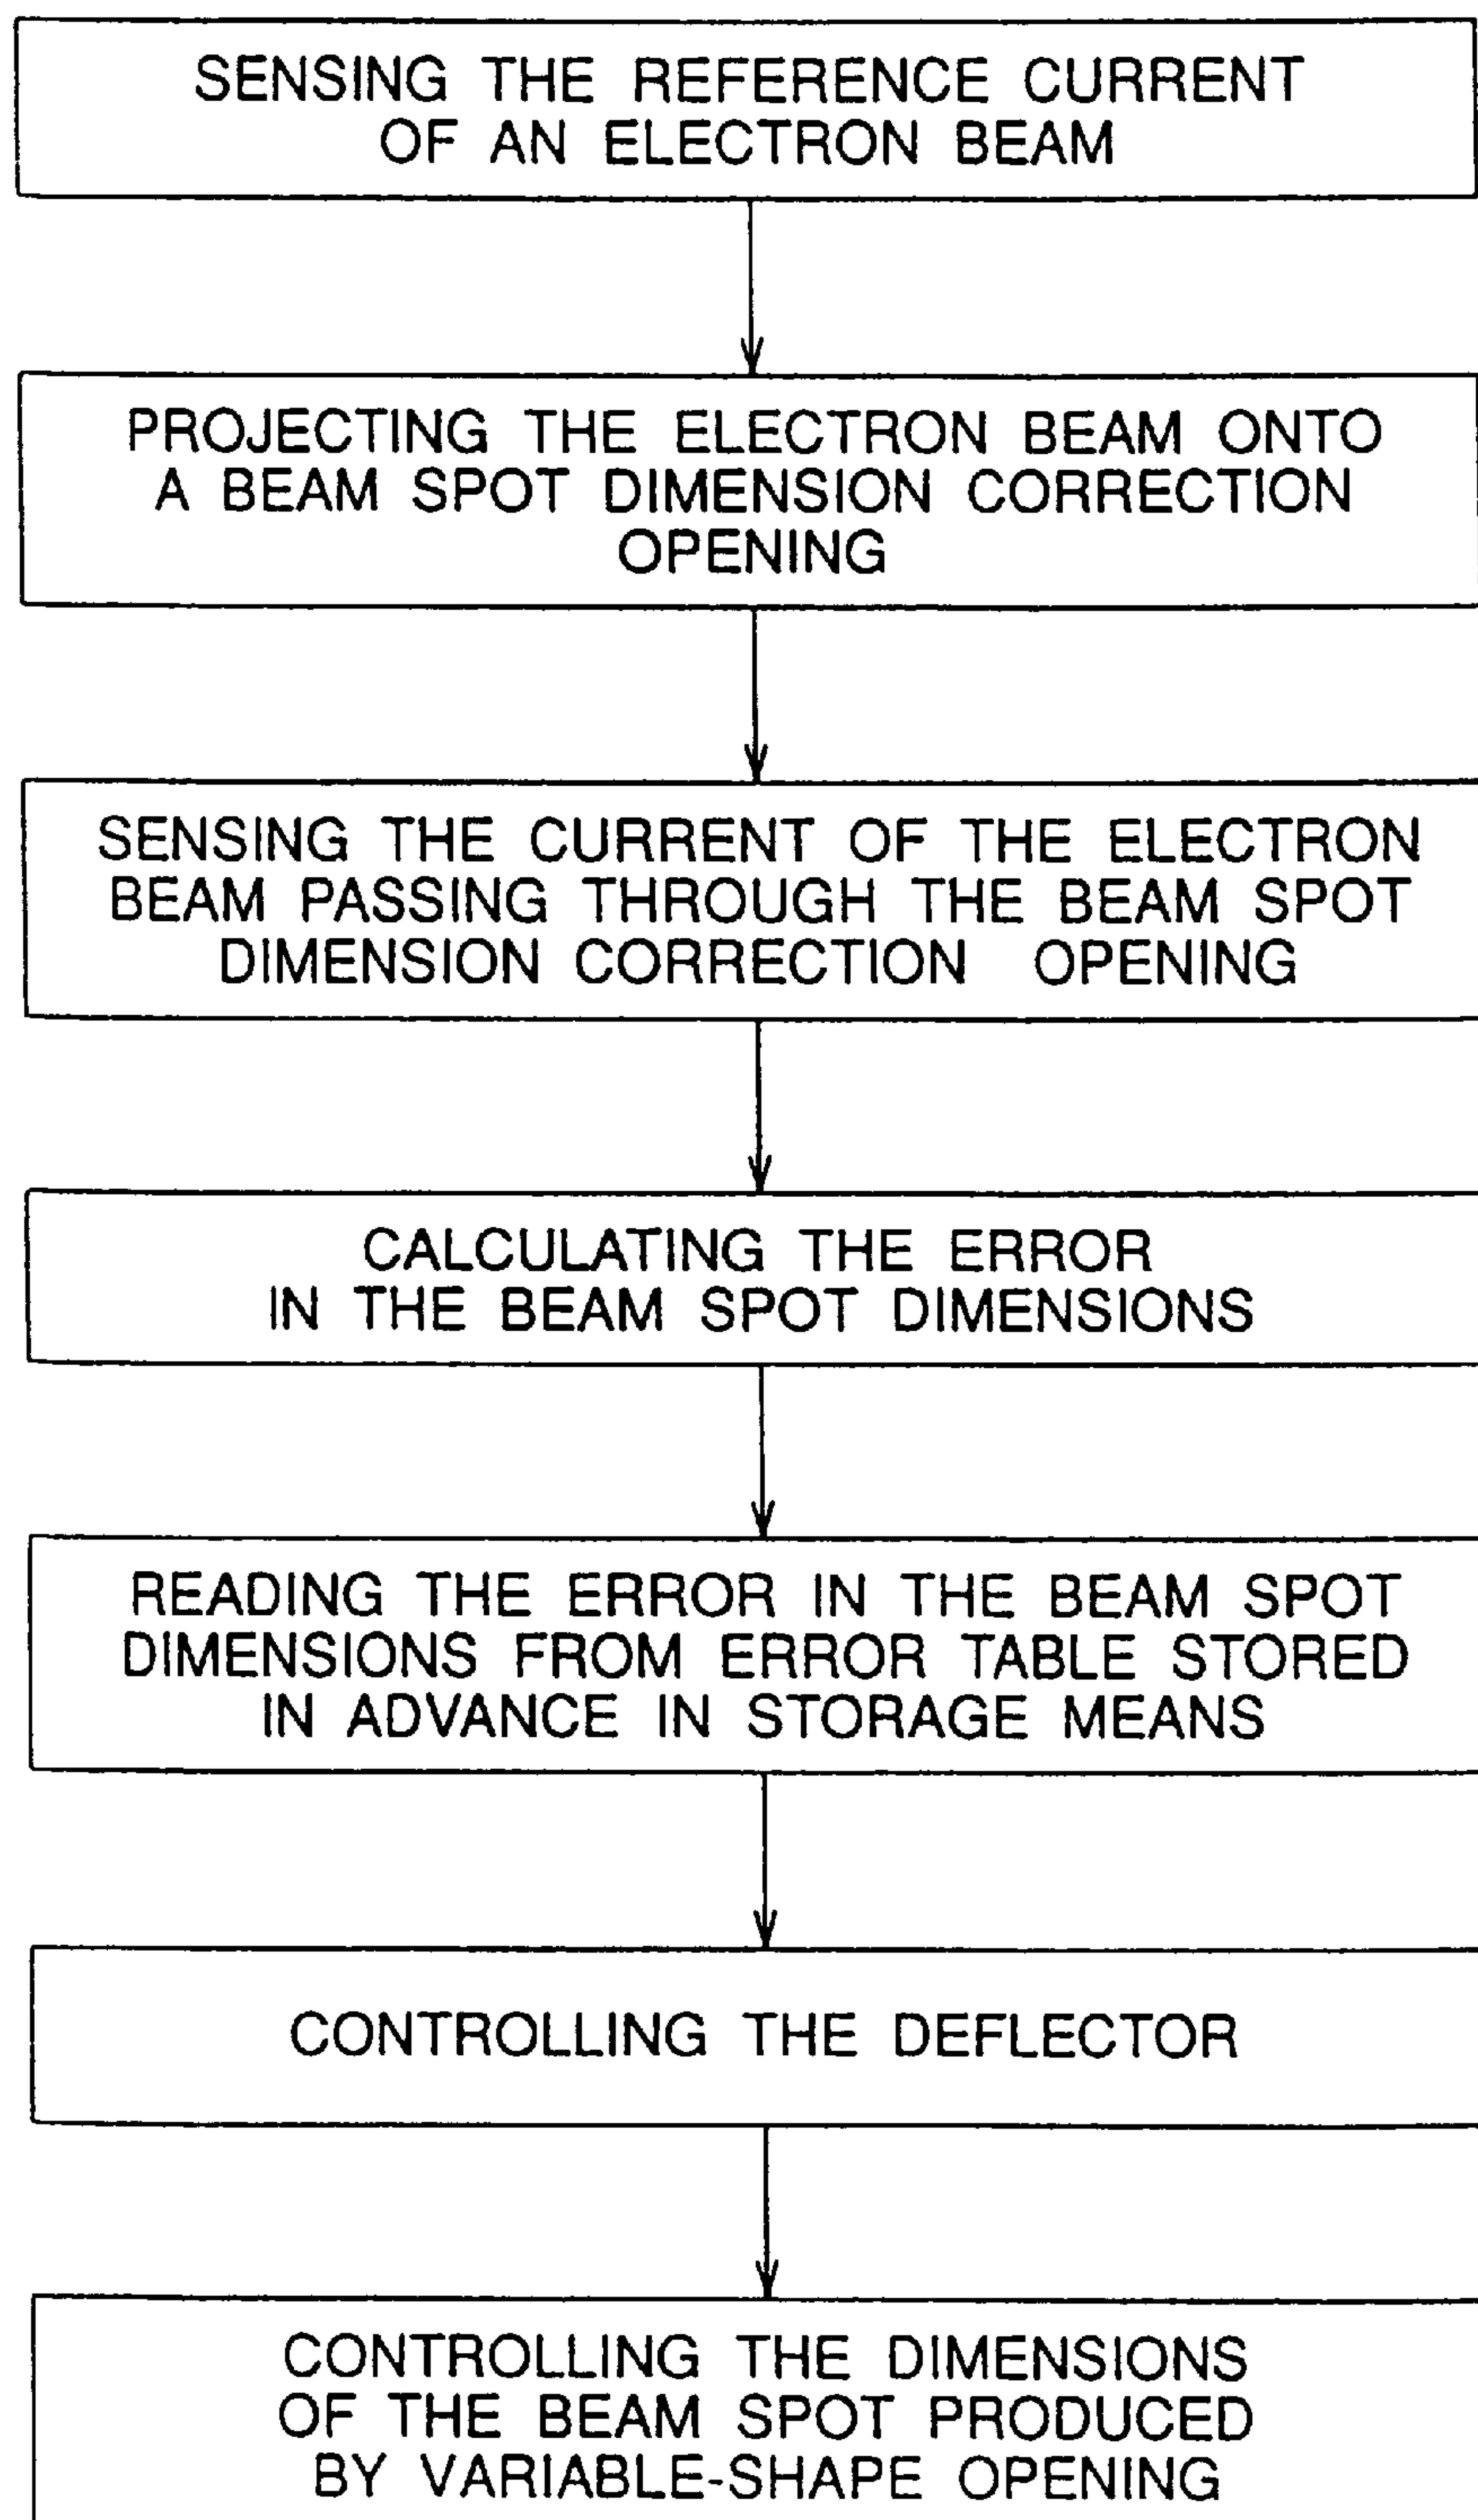 SENSING THE REFERENCE CURRENT
OF AN ELECTRON BEAM
PROJECTING THE ELECTRON BEAM ONTO
A BEAM SPOT DIMENSION CORRECTION
OPENING
SENSING THE CURRENT OF THE ELECTRON
BEAM PASSING THROUGH THE BEAM SPOT
DIMENSION CORRECTION OPENING
CALCULATING THE ERROR
IN THE BEAM SPOT DIMENSIONS
READING THE ERROR IN THE BEAM SPOT
DIMENSIONS FROM ERROR TABLE STORED
IN ADVANCE IN STORAGE MEANS
CONTROLLING THE DEFLECTOR
CONTROLLING THE DIMENSIONS
OF THE BEAM SPOT PRODUCED
BY VARIABLE-SHAPE OPENING